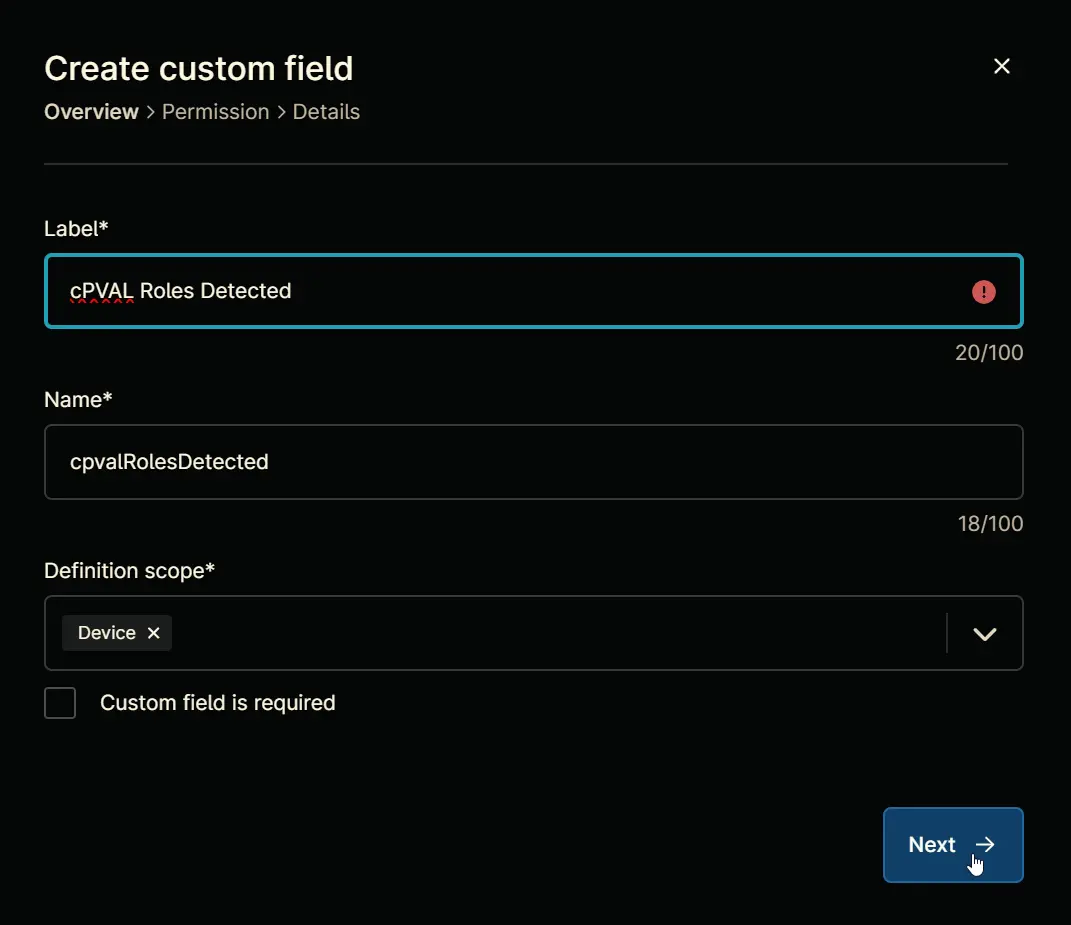 Create custom field
Overview > Permission > Details
Label*
cPVAL Roles Detected
20/100
Name*
cpvalRolesDetected
18/100
Definition scope*
Device
Custom field is required
Next